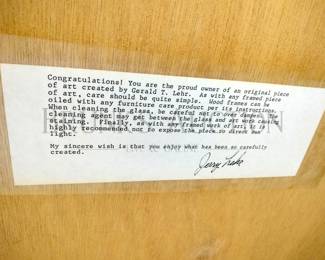 Congratulations! You are the proud owner of an original piece
of art created by Gerald T. Lehr. As with any framed piece
of art, care should be quite simple. Wood frames can be
oiled with any furniture care product per its instructions.
When cleaning the glass, be careful not to over dampen. The
cleaning agent may get between the glass and art work causing
staining. Finally, as with any framed work of art, it is
highly recommended not to expose the piece to direct sun
light.
My sincere wish is that you enjoy what has been so carefully
created.
Jerry